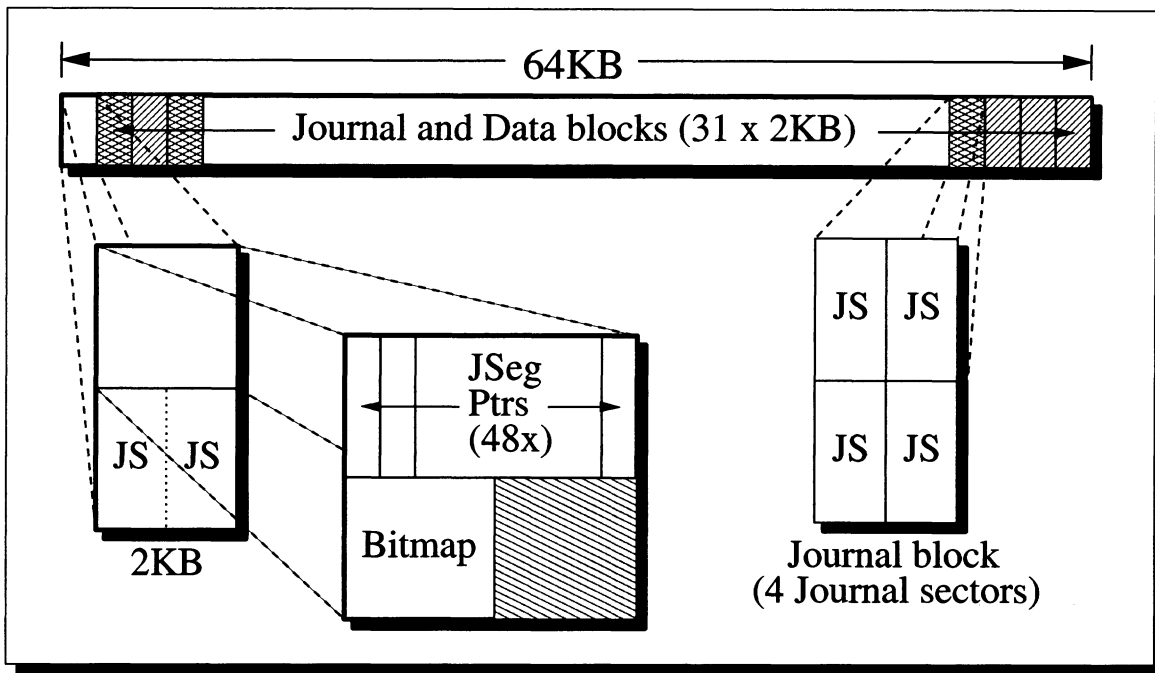 64KB
Journal and Data blocks (31 x 2KB)
JS JS
2KB
JSeg
Ptrs
(48x)
Bitmap
JS JS
JS JS
Journal block
(4 Journal sectors)